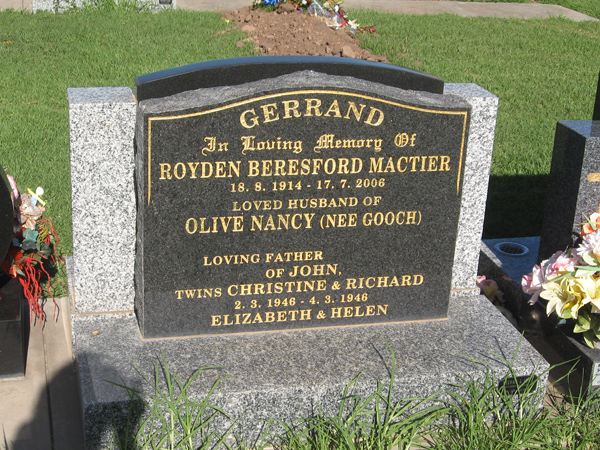 GERRAND
In Loving Memory Of
ROYDEN BERESFORD MACTIER
18. 8. 1914 - 17. 7. 2006
LOVED HUSBAND OF
OLIVE NANCY (NEE GOOCH)
LOVING FATHER
OF JOHN,
TWINS CHRISTINE & RICHARD
2. 3. 1946 - 4. 3. 1946
ELIZABETH & HELEN